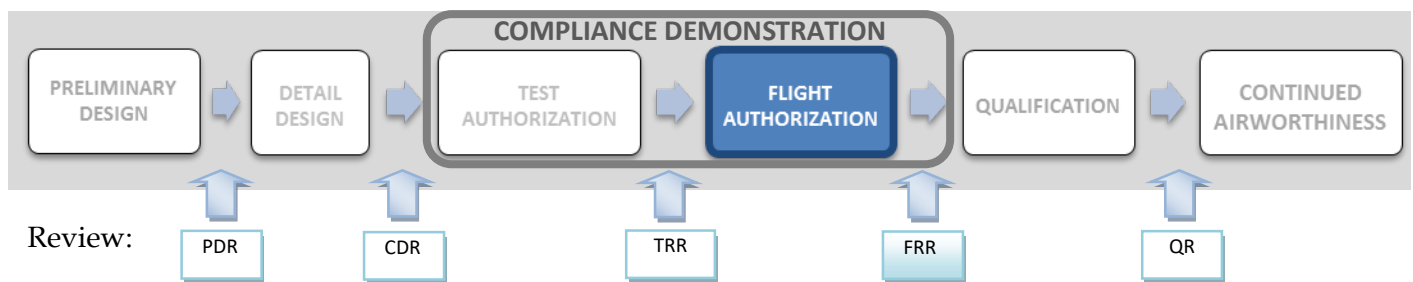 COMPLIANCE DEMONSTRATION
PRELIMINARY
DESIGN
DETAIL
DESIGN
TEST
AUTHORIZATION
FLIGHT
AUTHORIZATION
QUALIFICATION
CONTINUED
AIRWORTHINESS
Review:
PDR
CDR
TRR
FRR
QR